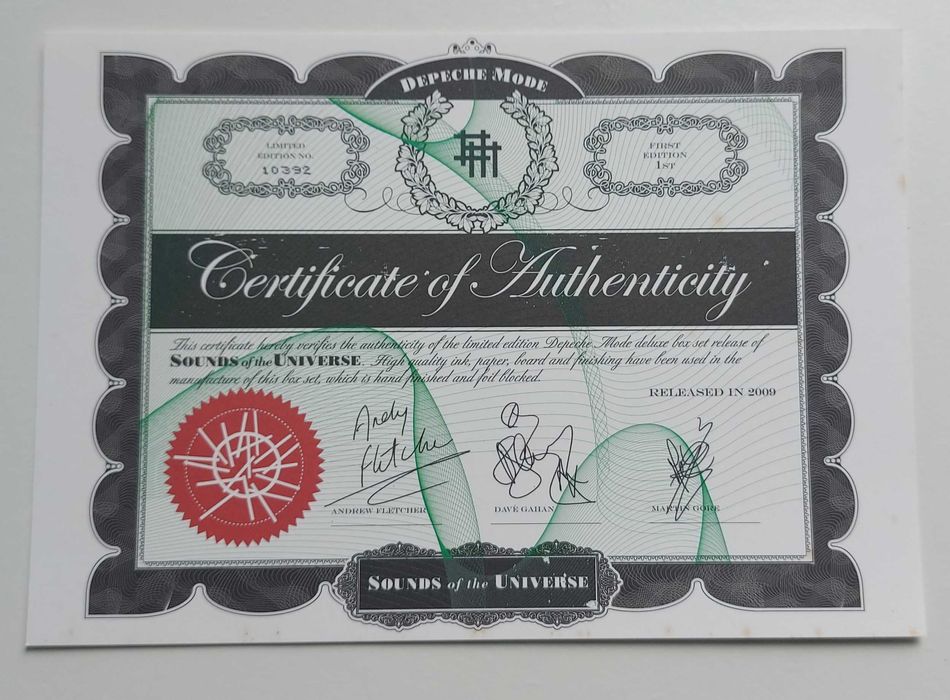 DEPECHE MODE
LIMITED
EDITION NO.
10392
FIRST
EDITION
1ST
Certificate of Authenticity
This certificate hereby verifies the authenticity of the limited edition Depeche Mode deluxe box set release of
SOUNDS of the UNIVERSE. High quality ink, paper, board and finishing have been used in the
manufacture of this box set, which is hand finished and foil blocked.
RELEASED IN 2009
Andy
Fletcher
ANDREW FLETCHER
DAVE GAHAN
MARTIN GORE
SOUNDS of the UNIVERSE